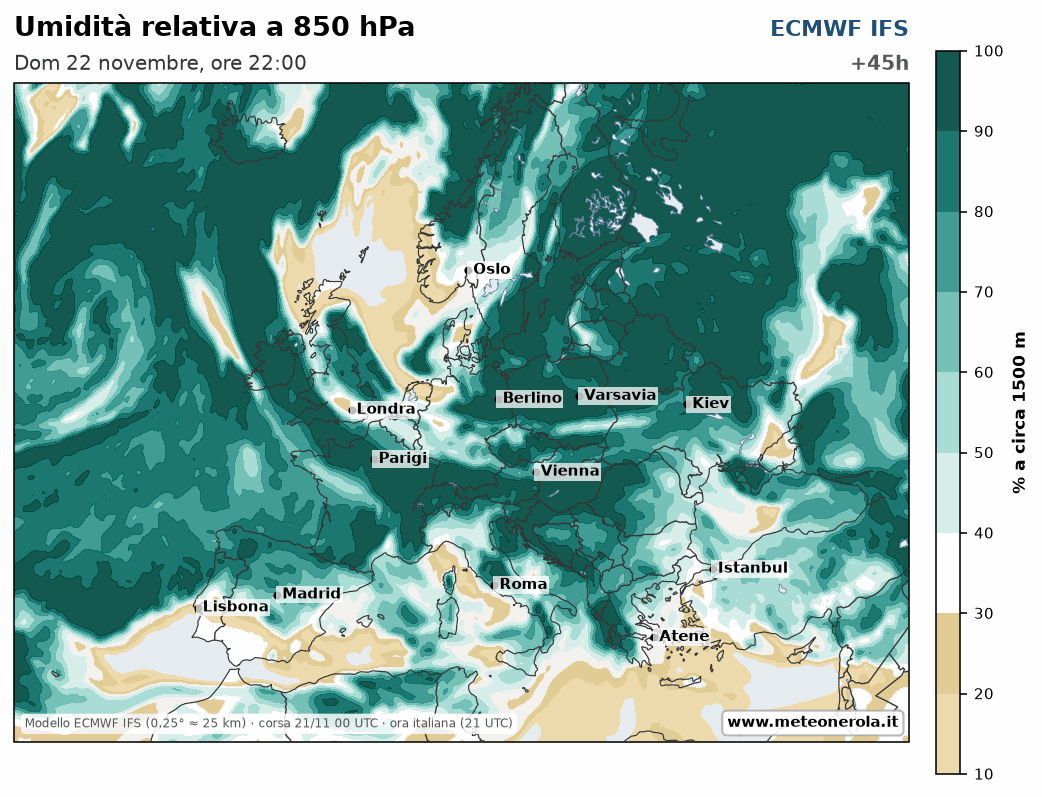 Umidità relativa a 850 hPa
ECMWF IFS
Dom 22 novembre, ore 22:00
+45h
100
90
80
70
60
50
40
30
20
10
% a circa 1500 m
Oslo
Berlino
Varsavia
Kiev
Londra
Parigi
Vienna
Istanbul
Roma
Madrid
Lisbona
Atene
Modello ECMWF IFS (0,25° ≈ 25 km) · corsa 21/11 00 UTC · ora italiana (21 UTC)
www.meteonerola.it